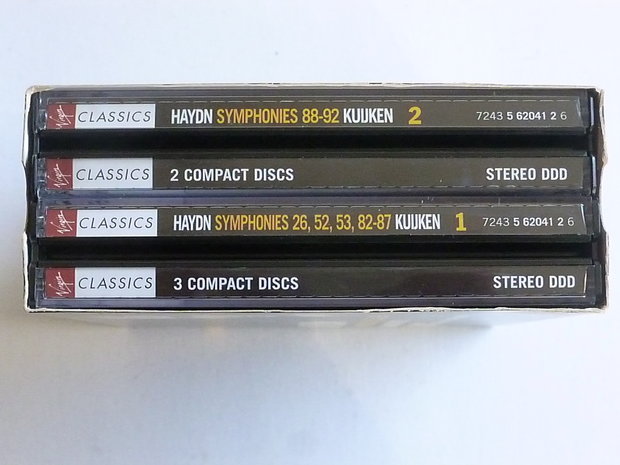 Virgin CLASSICS HAYDN SYMPHONIES 88-92 KUIJKEN 2 7243 5 62041 2 6
Virgin CLASSICS 2 COMPACT DISCS STEREO DDD
Virgin CLASSICS HAYDN SYMPHONIES 26, 52, 53, 82-87 KUIJKEN 1 7243 5 62041 2 6
Virgin CLASSICS 3 COMPACT DISCS STEREO DDD